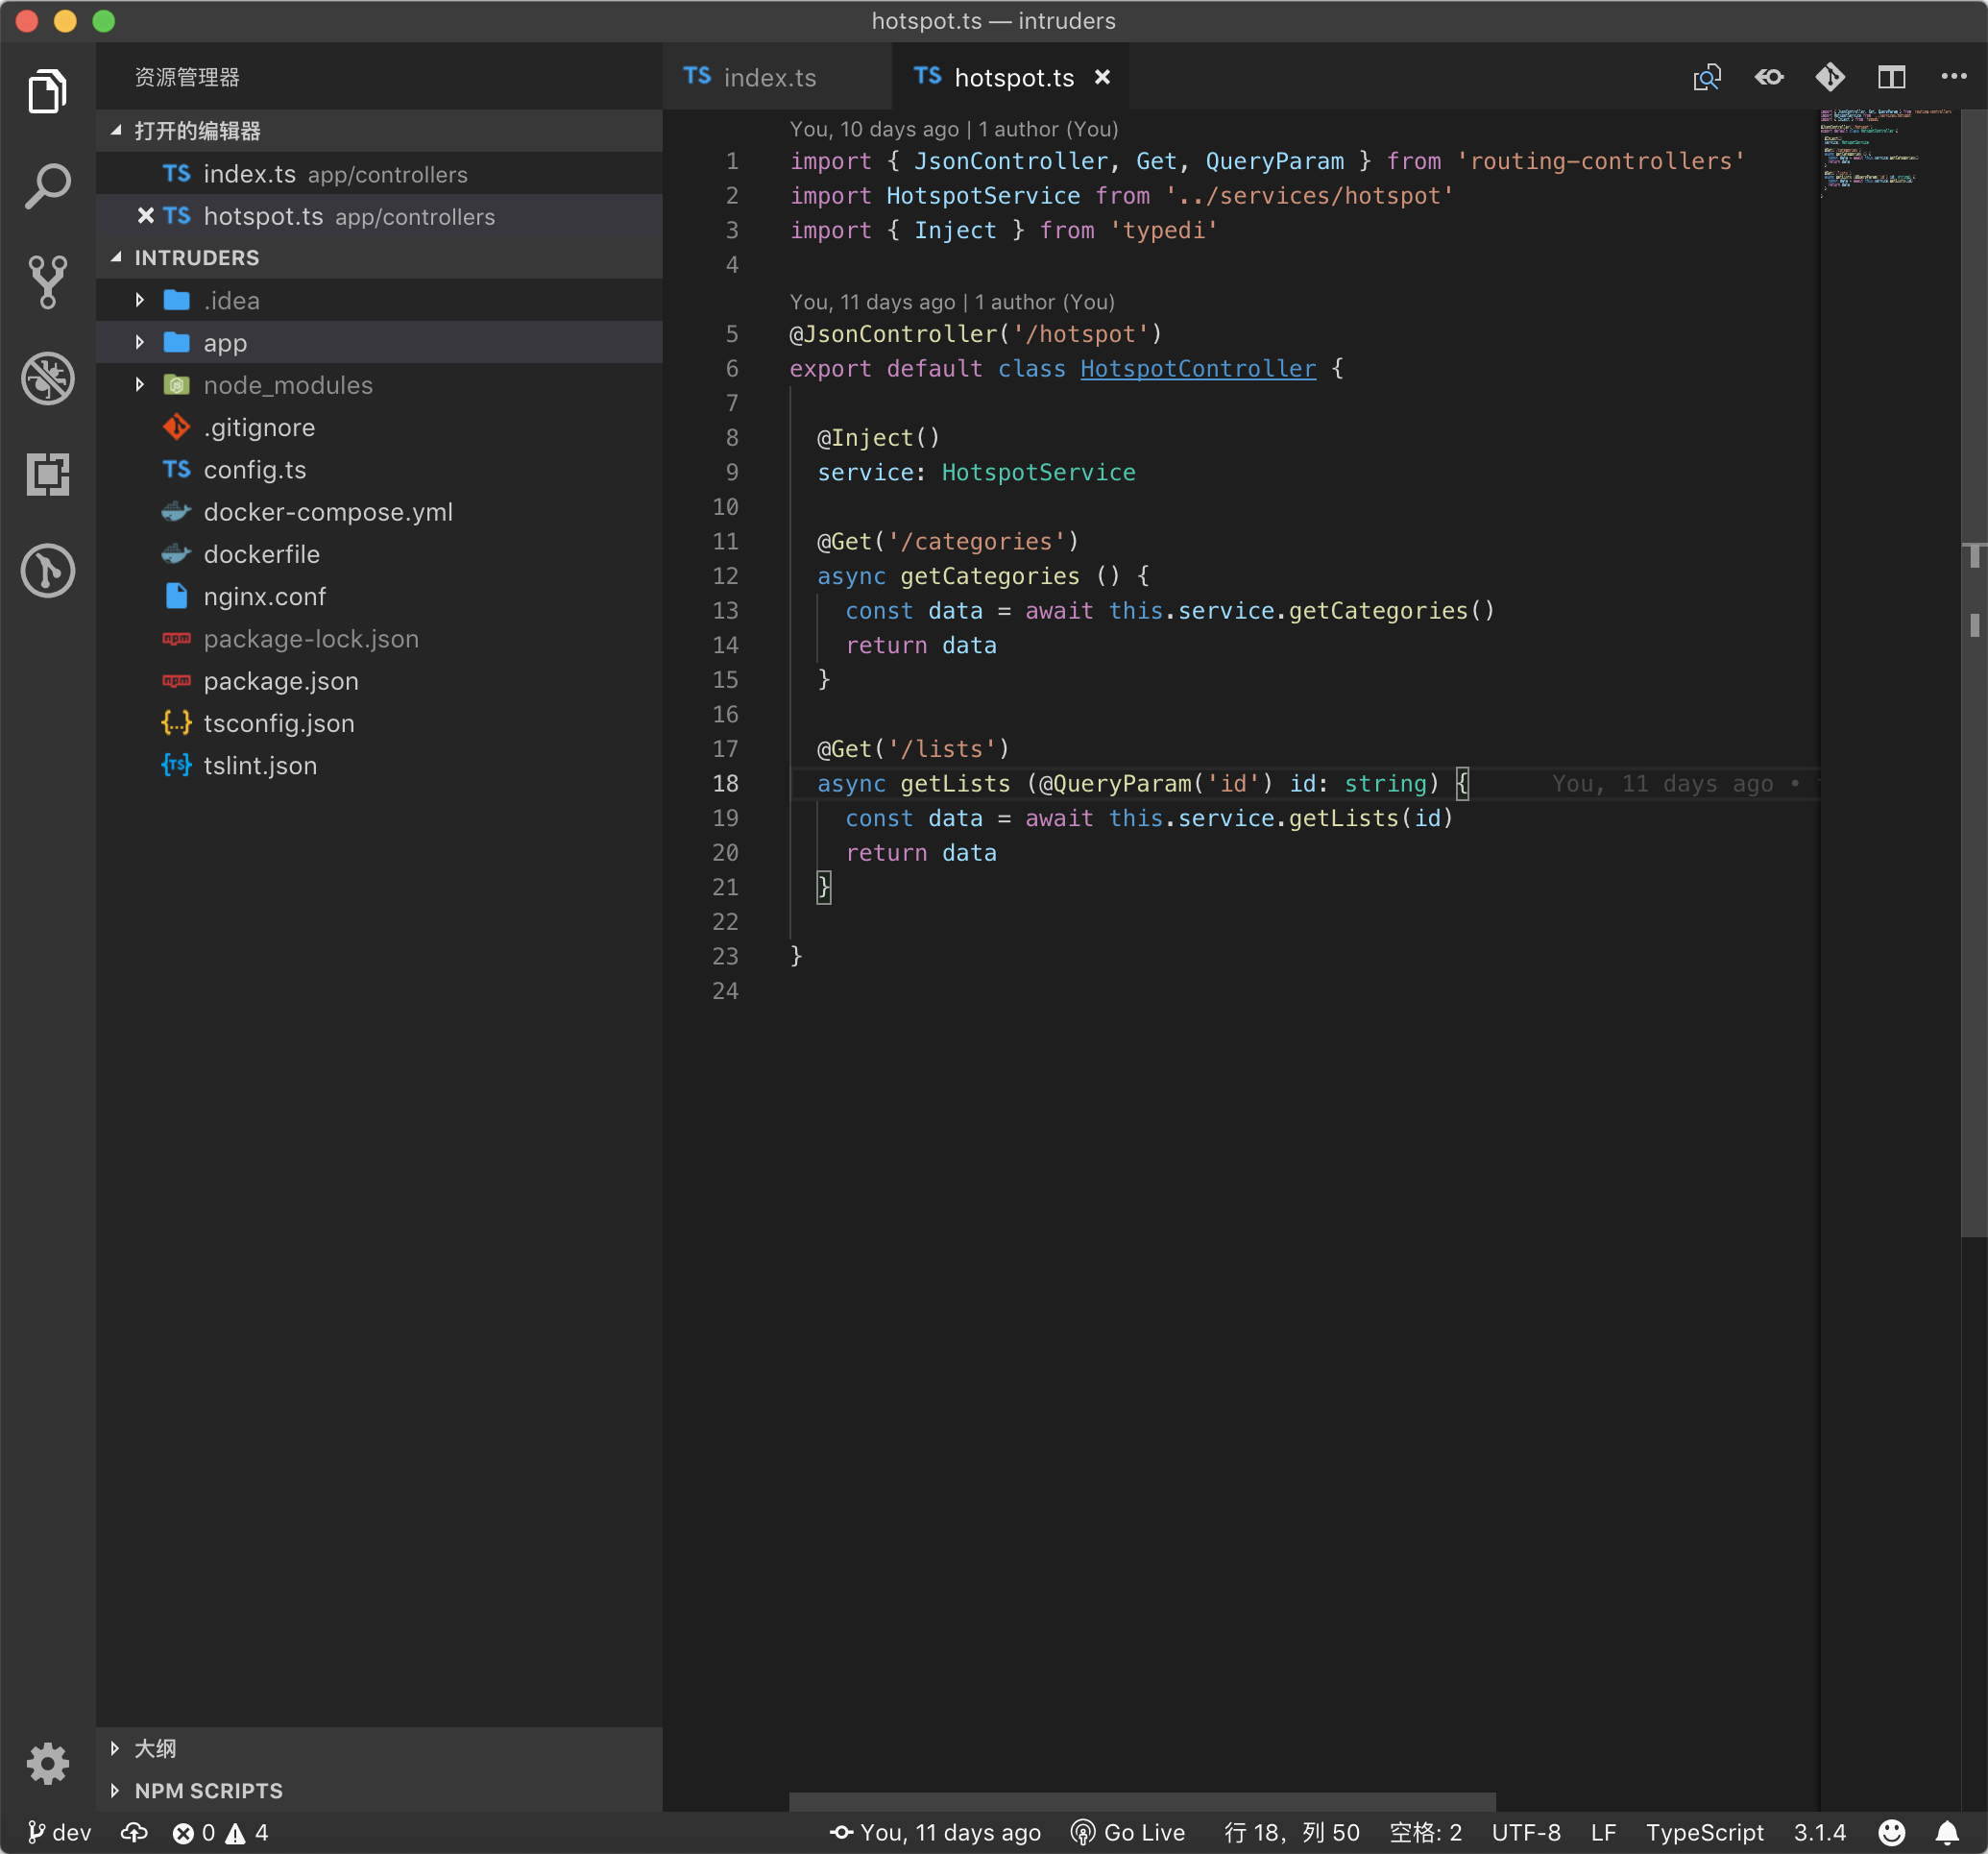 hotspot.ts — intruders
资源管理器
打开的编辑器
TS index.ts app/controllers
TS hotspot.ts app/controllers
INTRUDERS
.idea
app
node_modules
.gitignore
TS config.ts
docker-compose.yml
dockerfile
nginx.conf
npm package-lock.json
npm package.json
{...} tsconfig.json
{TS} tslint.json
大纲
NPM SCRIPTS
TS index.ts
TS hotspot.ts
You, 10 days ago | 1 author (You)
1 import { JsonController, Get, QueryParam } from 'routing-controllers'
2 import HotspotService from '../services/hotspot'
3 import { Inject } from 'typedi'
4
You, 11 days ago | 1 author (You)
5 @JsonController('/hotspot')
6 export default class HotspotController {
7
8 @Inject()
9 service: HotspotService
10
11 @Get('/categories')
12 async getCategories () {
13 const data = await this.service.getCategories()
14 return data
15 }
16
17 @Get('/lists')
18 async getLists (@QueryParam('id') id: string) { You, 11 days ago •
19 const data = await this.service.getLists(id)
20 return data
21 }
22
23 }
24
dev 0 4 You, 11 days ago Go Live 行 18，列 50 空格: 2 UTF-8 LF TypeScript 3.1.4